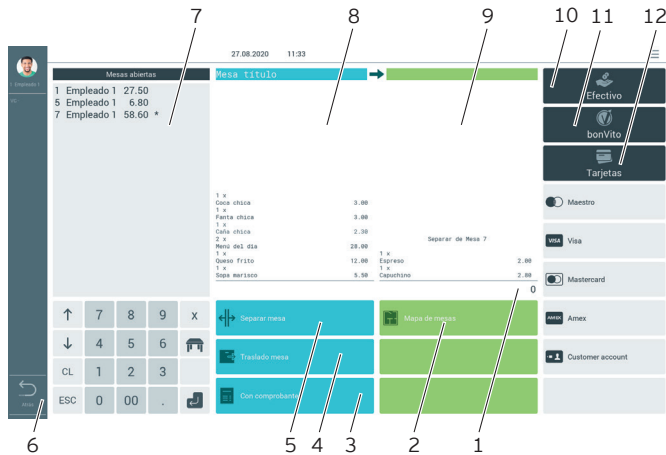 7
8
9
10
11
12
27.08.2020 11:33
1 Empleado 1
Mesas abiertas
1 Empleado 1 27.50
5 Empleado 1 6.80
7 Empleado 1 58.60 *
Mesa título
1 x
Coca chica 3.00
1 x
Fanta chica 3.00
1 x
Caña chica 2.30
2 x
Menú del día 28.00
1 x
Queso frito 12.00
1 x
Sopa marisco 5.50
Separar de Mesa 7
1 x
Espreso 2.00
1 x
Capuchino 2.80
0
Efectivo
bonVito
Tarjetas
Maestro
VISA Visa
Mastercard
AMEX Amex
Customer account
↑ 7 8 9 X
↓ 4 5 6
CL 1 2 3
ESC 0 00 .
Separar mesa
Traslado mesa
Con comprobante
Mapa de mesas
6
5
4
3
2
1